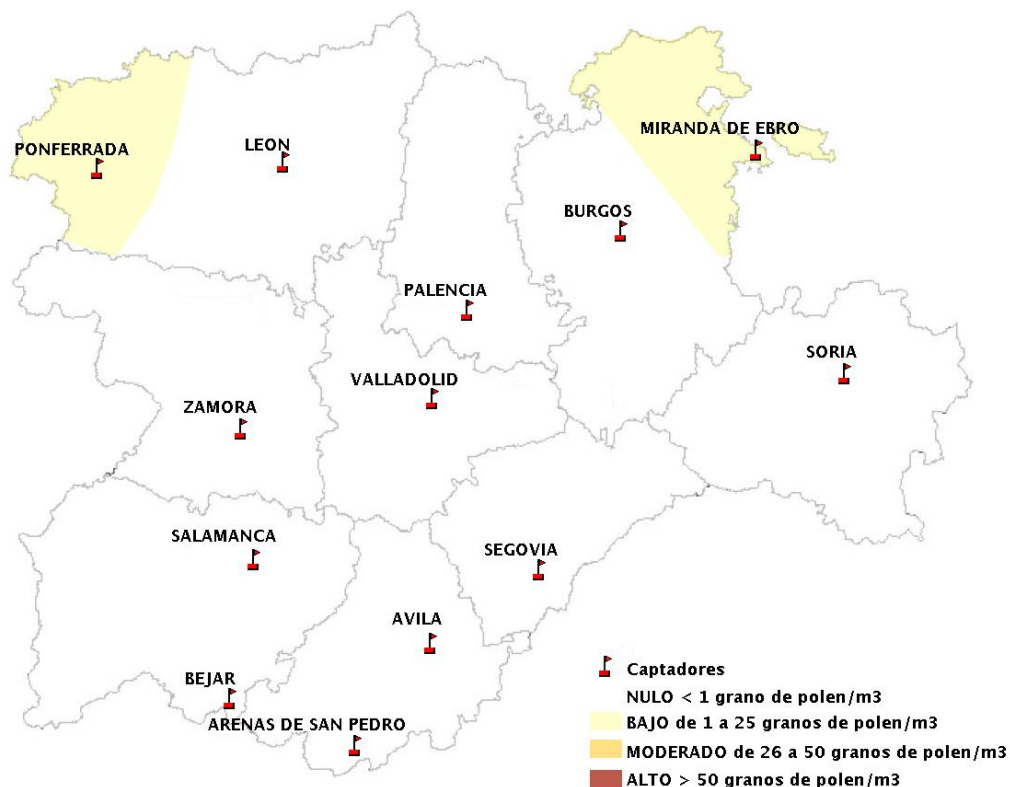 MIRANDA DE EBRO
PONFERRADA
LEON
BURGOS
PALENCIA
SORIA
VALLADOLID
ZAMORA
SALAMANCA
SEGOVIA
AVILA
BEJAR
ARENAS DE SAN PEDRO
Captadores
NULO < 1 grano de polen/m3
BAJO de 1 a 25 granos de polen/m3
MODERADO de 26 a 50 granos de polen/m3
ALTO > 50 granos de polen/m3